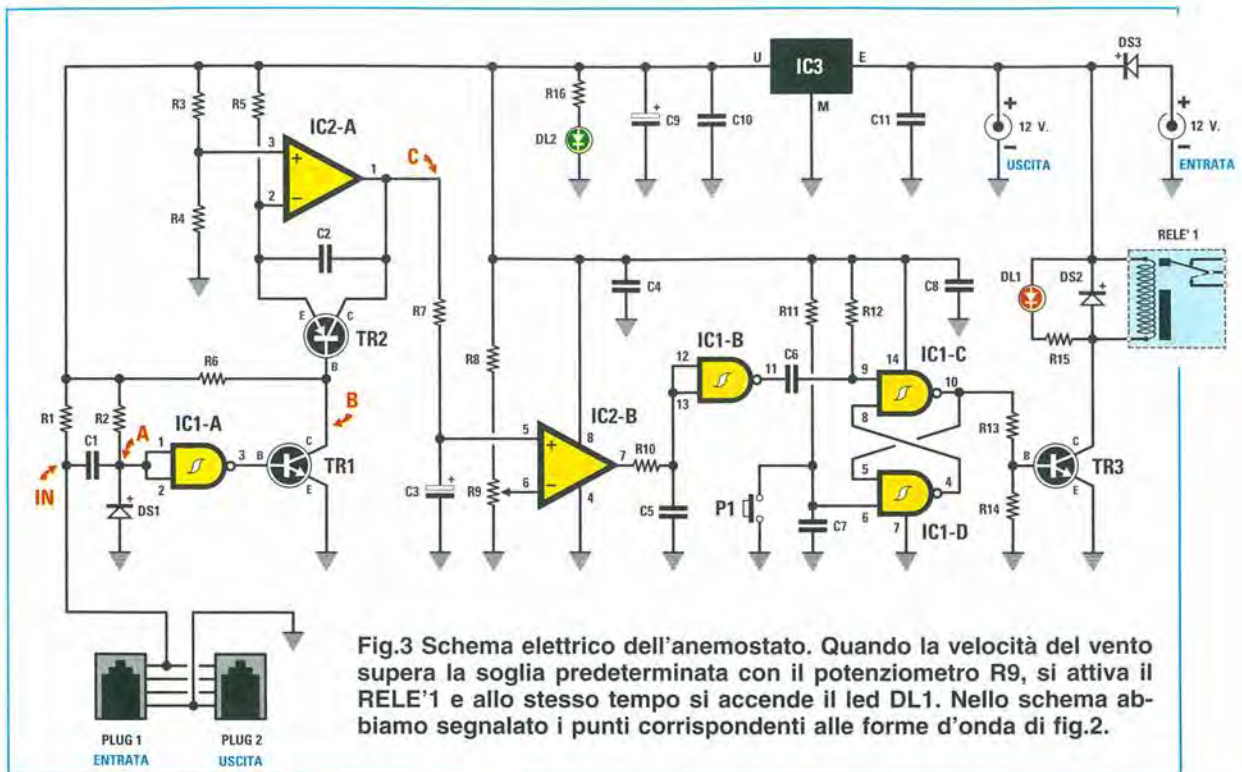 DS3
U
IC3
E
R3
R5
R16
M
12 V.
12 V.
IC2-A
C9
C10
C11
DL2
USCITA
ENTRATA
3
C
1
2
R4
C2
RELE' 1
E
C
R7
C4
DL1
DS2
C8
TR2
R11
R12
IC1-B
IC1-C
R8
R15
B
R6
12
C6
14
11
9
10
13
B
R1
R2
A
IC2-B
8
IC1-A
C1
C
5
8
R13
C
1
3
B
TR1
R10
5
B
TR3
7
4
IN
2
C3
R9
6
P1
E
DS1
E
4
C5
6
R14
C7
7
IC1-D
Fig.3 Schema elettrico dell'anemostato. Quando la velocità del vento
supera la soglia predeterminata con il potenziometro R9, si attiva il
RELE'1 e allo stesso tempo si accende il led DL1. Nello schema ab-
biamo segnalato i punti corrispondenti alle forme d'onda di fig.2.
PLUG 1
PLUG 2
ENTRATA
USCITA